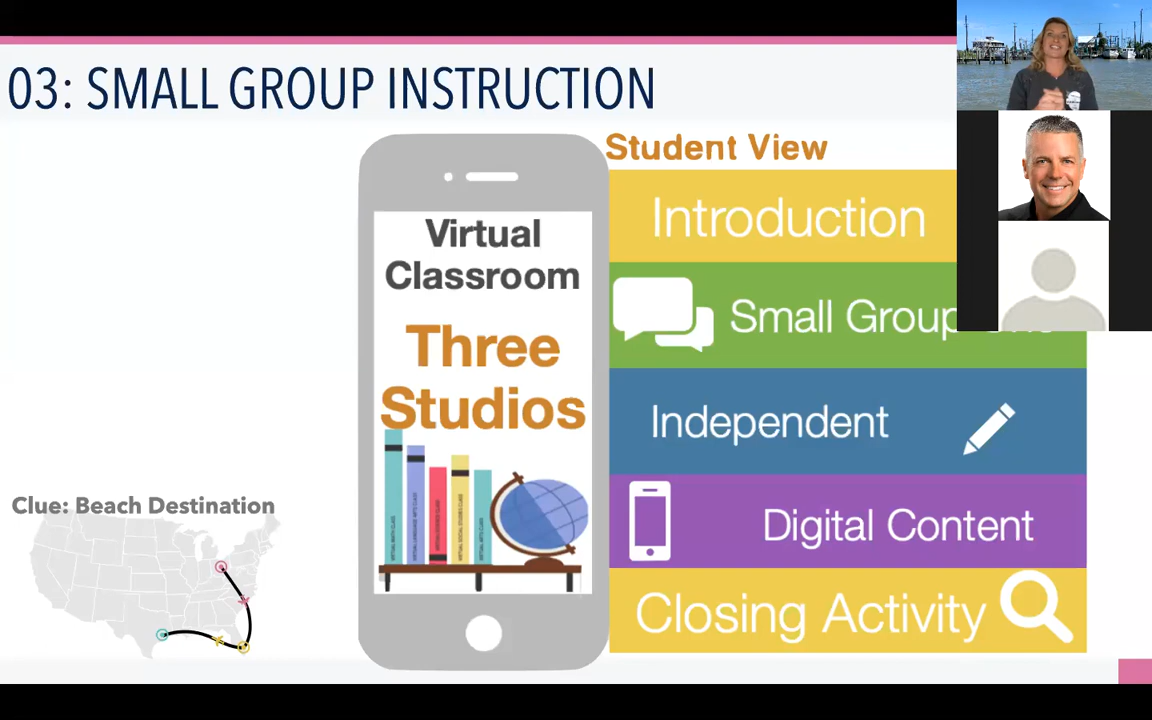 03: SMALL GROUP INSTRUCTION
Student View
Virtual
Classroom
Three
Studios
Introduction
Small Group
Independent
Digital Content
Closing Activity
Clue: Beach Destination